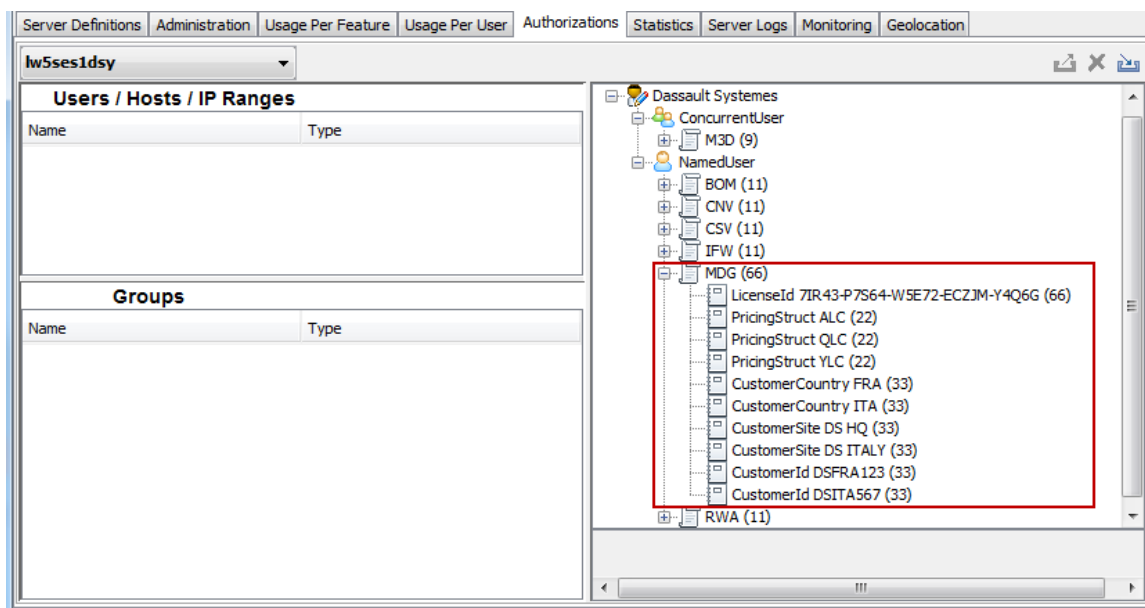 Server Definitions Administration Usage Per Feature Usage Per User Authorizations Statistics Server Logs Monitoring Geolocation
lw5ses1dsy
Users / Hosts / IP Ranges
Name Type
Groups
Name Type
Dassault Systemes
ConcurrentUser
M3D (9)
NamedUser
BOM (11)
CNV (11)
CSV (11)
IFW (11)
MDG (66)
LicenseId 7IR43-P7S64-W5E72-ECZJM-Y4Q6G (66)
PricingStruct ALC (22)
PricingStruct QLC (22)
PricingStruct YLC (22)
CustomerCountry FRA (33)
CustomerCountry ITA (33)
CustomerSite DS HQ (33)
CustomerSite DS ITALY (33)
CustomerId DSFRA123 (33)
CustomerId DSITA567 (33)
RWA (11)